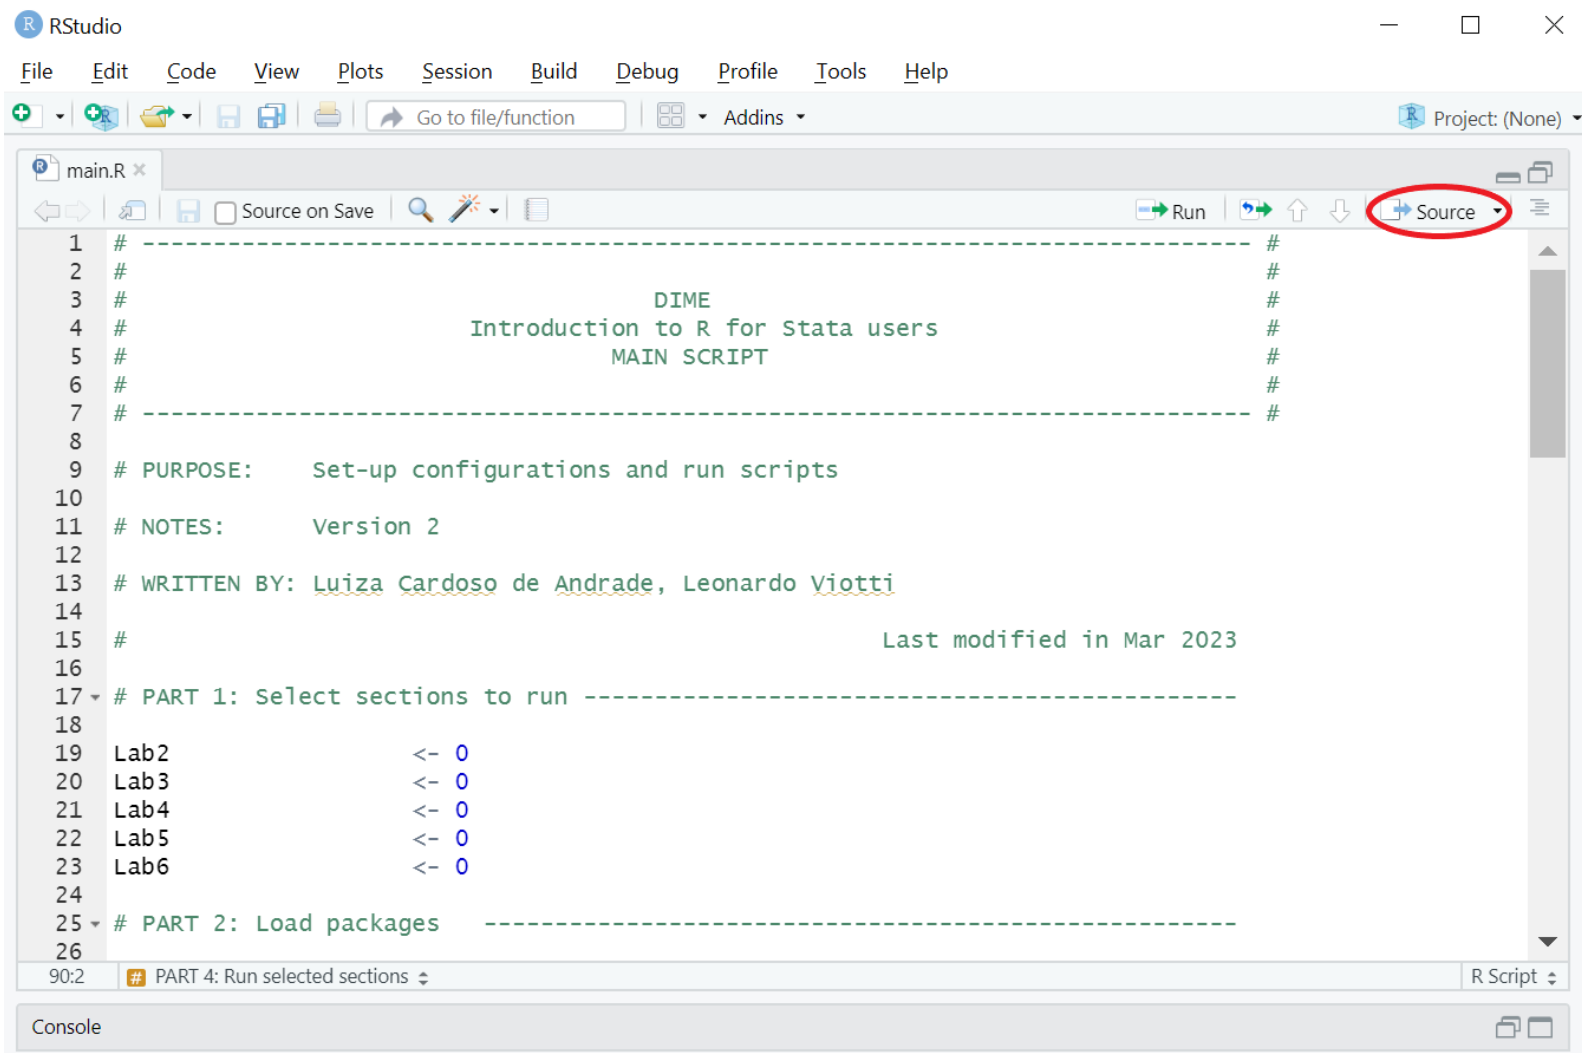 RStudio
File Edit Code View Plots Session Build Debug Profile Tools Help
Go to file/function Addins Project: (None)
main.R
Source on Save Run Source
1 # ------------------------------------------------------------------------------ #
2 # #
3 # DIME #
4 # Introduction to R for Stata users #
5 # MAIN SCRIPT #
6 # #
7 # ------------------------------------------------------------------------------ #
8
9 # PURPOSE: Set-up configurations and run scripts
10
11 # NOTES: Version 2
12
13 # WRITTEN BY: Luiza Cardoso de Andrade, Leonardo Viotti
14
15 # Last modified in Mar 2023
16
17 # PART 1: Select sections to run ----------------------------------------------
18
19 Lab2 <- 0
20 Lab3 <- 0
21 Lab4 <- 0
22 Lab5 <- 0
23 Lab6 <- 0
24
25 # PART 2: Load packages -----------------------------------------------------
26
90:2 # PART 4: Run selected sections R Script
Console